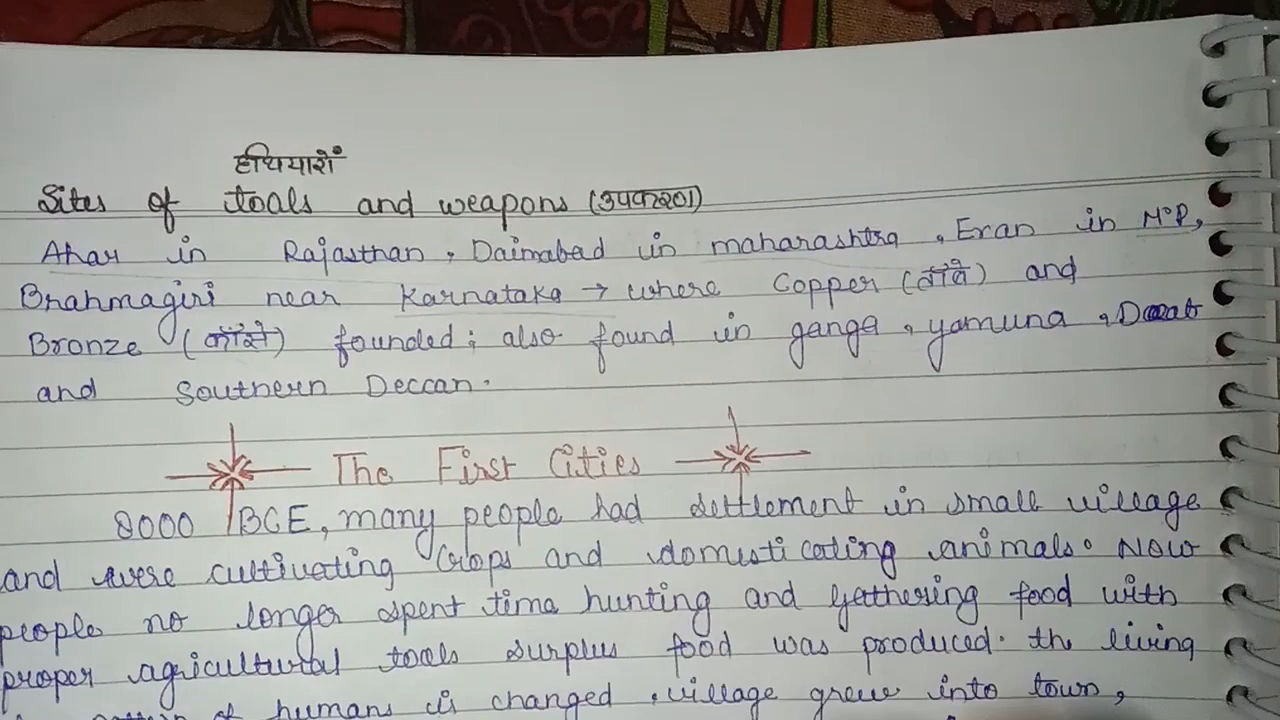 हथियारों
Sites of toals and weapons (उपकरण)
Ahar in Rajasthan, Daimabad in maharashtra, Eran in M.P,
Brahmagiri near Karnataka → where Copper (तांबे) and
Bronze (काँसे) founded; also found in ganga, yamuna, Doab
and Southern Deccan.
The First Cities
8000 BCE, many people had settlement in small village
and were cultivating Crops and domesticating animals. Now
people no longer spent time hunting and gathering food with
proper agricultural tools surplus food was produced. the living
of humans is changed, village grew into town,